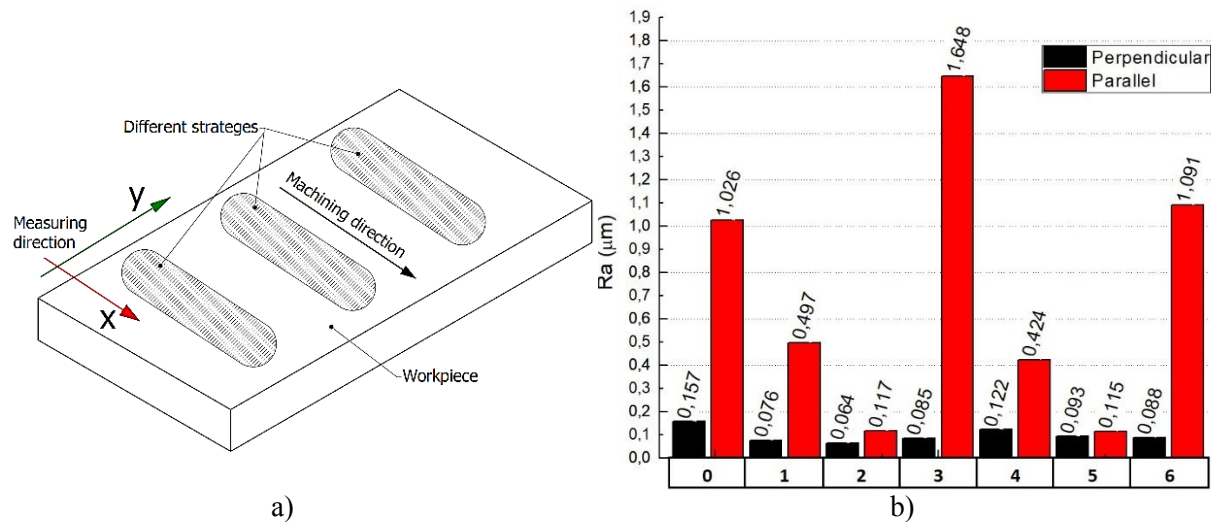 Different strateges
y
Measuring
direction
x
Machining direction
Workpiece
a)
Ra (μm)
1,9
1,8
1,7
1,6
1,5
1,4
1,3
1,2
1,1
1,0
0,9
0,8
0,7
0,6
0,5
0,4
0,3
0,2
0,1
0,0
Perpendicular
Parallel
0,157
1,026
0,076
0,497
0,064
0,117
0,085
1,648
0,122
0,424
0,093
0,115
0,088
1,091
0 1 2 3 4 5 6
b)